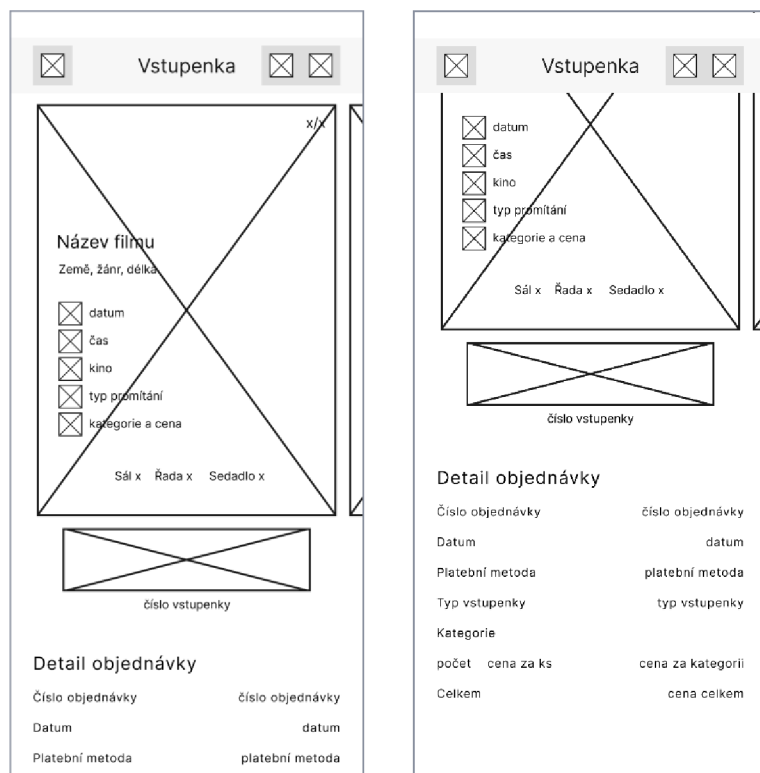 Vstupenka
x/x
Název filmu
Země, žánr, délka
datum
čas
kino
typ promítání
kategorie a cena
Sál x Řada x Sedadlo x
číslo vstupenky
Detail objednávky
Číslo objednávky číslo objednávky
Datum datum
Platební metoda platební metoda
Vstupenka
datum
čas
kino
typ promítání
kategorie a cena
Sál x Řada x Sedadlo x
číslo vstupenky
Detail objednávky
Číslo objednávky číslo objednávky
Datum datum
Platební metoda platební metoda
Typ vstupenky typ vstupenky
Kategorie
počet cena za ks cena za kategorii
Celkem cena celkem